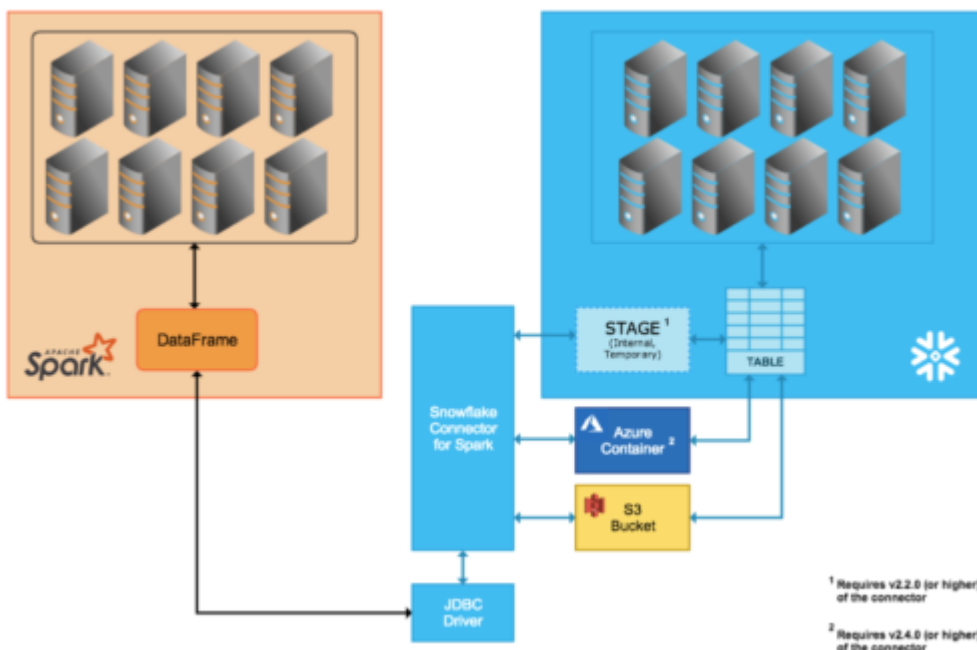 DataFrame
APACHE
Spark
Snowflake
Connector
for Spark
JDBC
Driver
STAGE 1
(Internal,
Temporary)
TABLE
Azure
Container 2
S3
Bucket
1 Requires v2.2.0 (or higher)
of the connector
2 Requires v2.4.0 (or higher)
of the connector